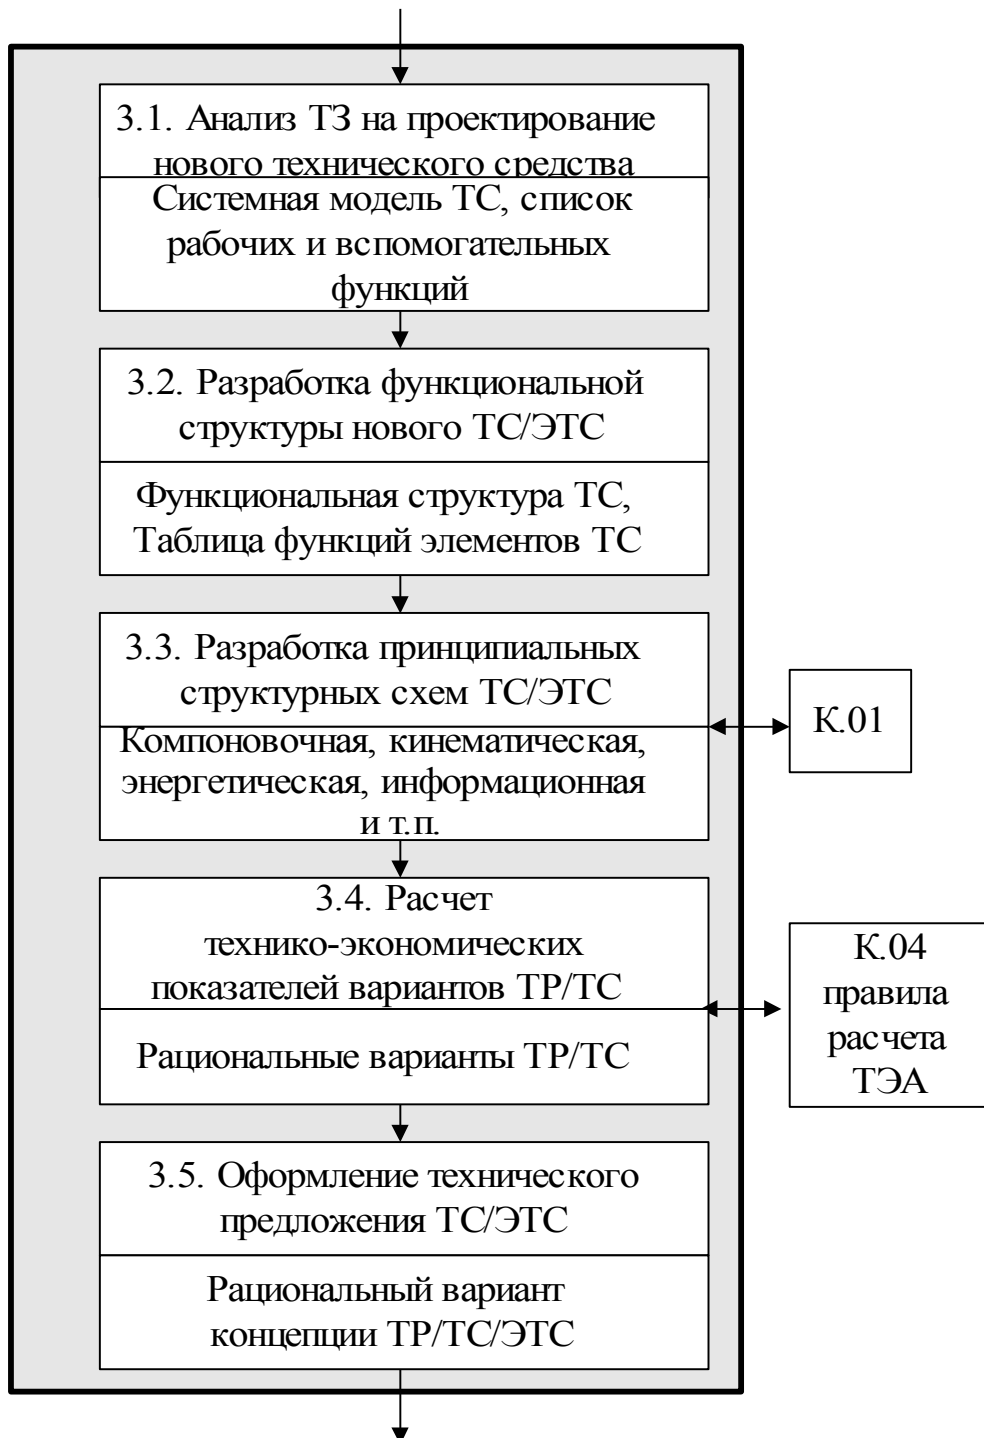 3.1. Анализ ТЗ на проектирование
нового технического средства
Системная модель ТС, список
рабочих и вспомогательных
функций
3.2. Разработка функциональной
структуры нового ТС/ЭТС
Функциональная структура ТС,
Таблица функций элементов ТС
3.3. Разработка принципиальных
структурных схем ТС/ЭТС
Компоновочная, кинематическая,
энергетическая, информационная
и т.п.
К.01
3.4. Расчет
технико-экономических
показателей вариантов ТР/ТС
Рациональные варианты ТР/ТС
К.04
правила
расчета
ТЭА
3.5. Оформление технического
предложения ТС/ЭТС
Рациональный вариант
концепции ТР/ТС/ЭТС